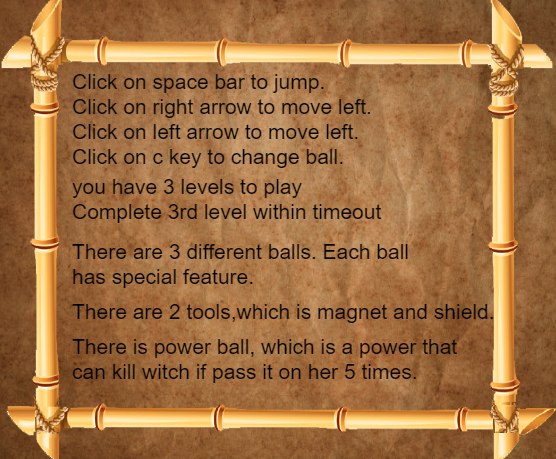 Click on space bar to jump.
Click on right arrow to move left.
Click on left arrow to move left.
Click on c key to change ball.
you have 3 levels to play
Complete 3rd level within timeout
There are 3 different balls. Each ball
has special feature.
There are 2 tools,which is magnet and shield.
There is power ball, which is a power that
can kill witch if pass it on her 5 times.